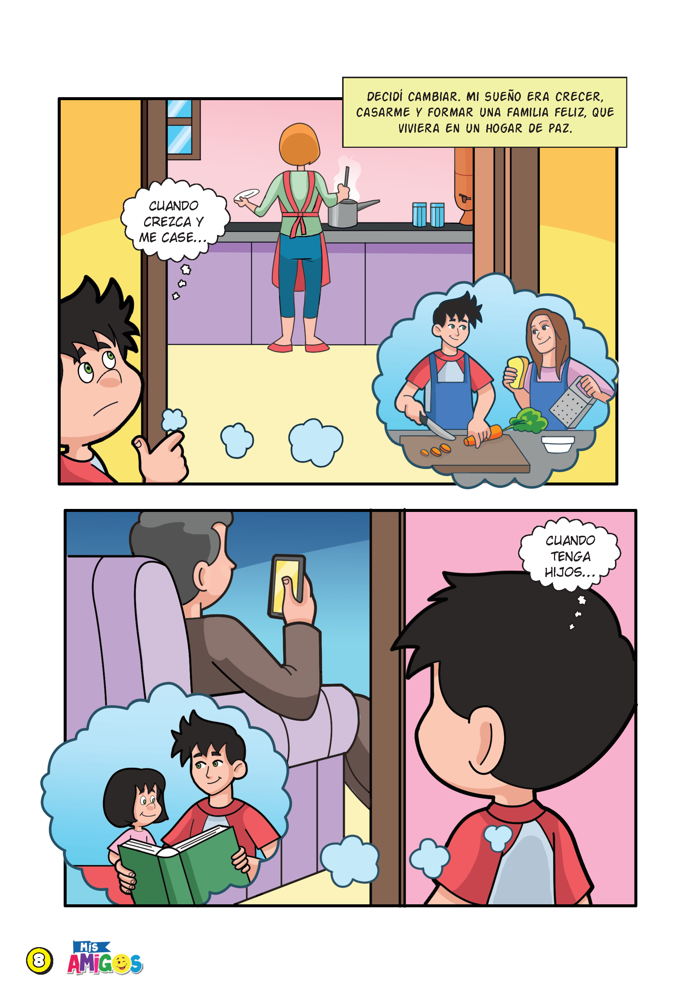 DECIDÍ CAMBIAR. MI SUEÑO ERA CRECER,
CASARME Y FORMAR UNA FAMILIA FELIZ, QUE
VIVIERA EN UN HOGAR DE PAZ.
CUANDO
CREZCA Y
ME CASE...
CUANDO
TENGA
HIJOS...
8
MIS
AMIGOS